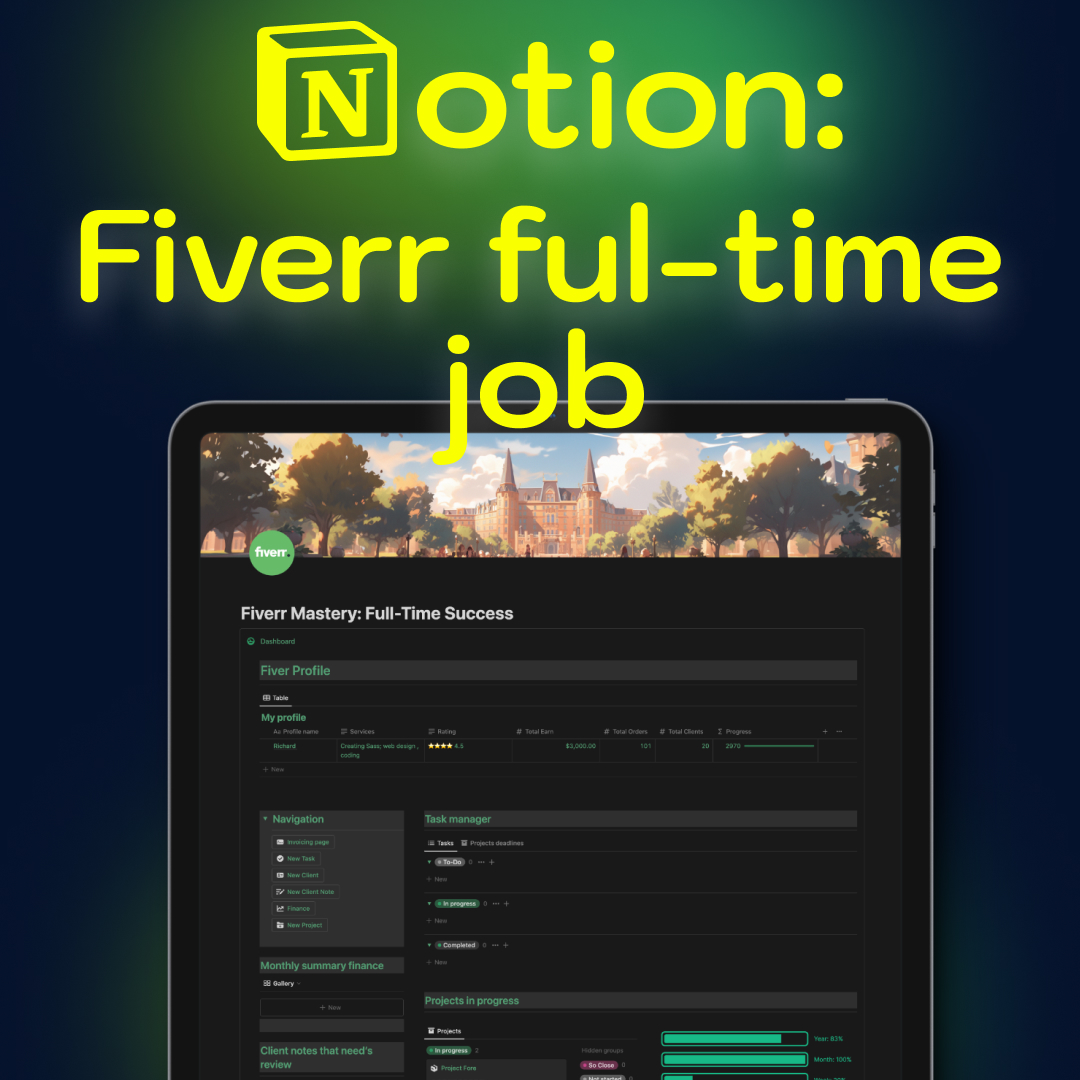 Notion:
Fiverr ful-time
job
fiverr.
Fiverr Mastery: Full-Time Success
Dashboard
Fiver Profile
Table
My profile
Aa Profile name Services Rating # Total Earn # Total Orders # Total Clients Σ Progress + ···
Richard Creating Sass; web design , ⭐⭐⭐⭐ 4.5 $3,000.00 101 20 2970
coding
+ New
Navigation
Invoicing page
New Task
New Client
New Client Note
Finance
New Project
Monthly summary finance
Gallery
+ New
Client notes that need's
review
Task manager
Tasks Projects deadlines
To-Do 0 ··· +
+ New
In progress 0 ··· +
+ New
Completed 0 ··· +
+ New
Projects in progress
Projects
In progress 2
Project Fore
Hidden groups
So Close 0
Not started
Year: 83%
Month: 100%